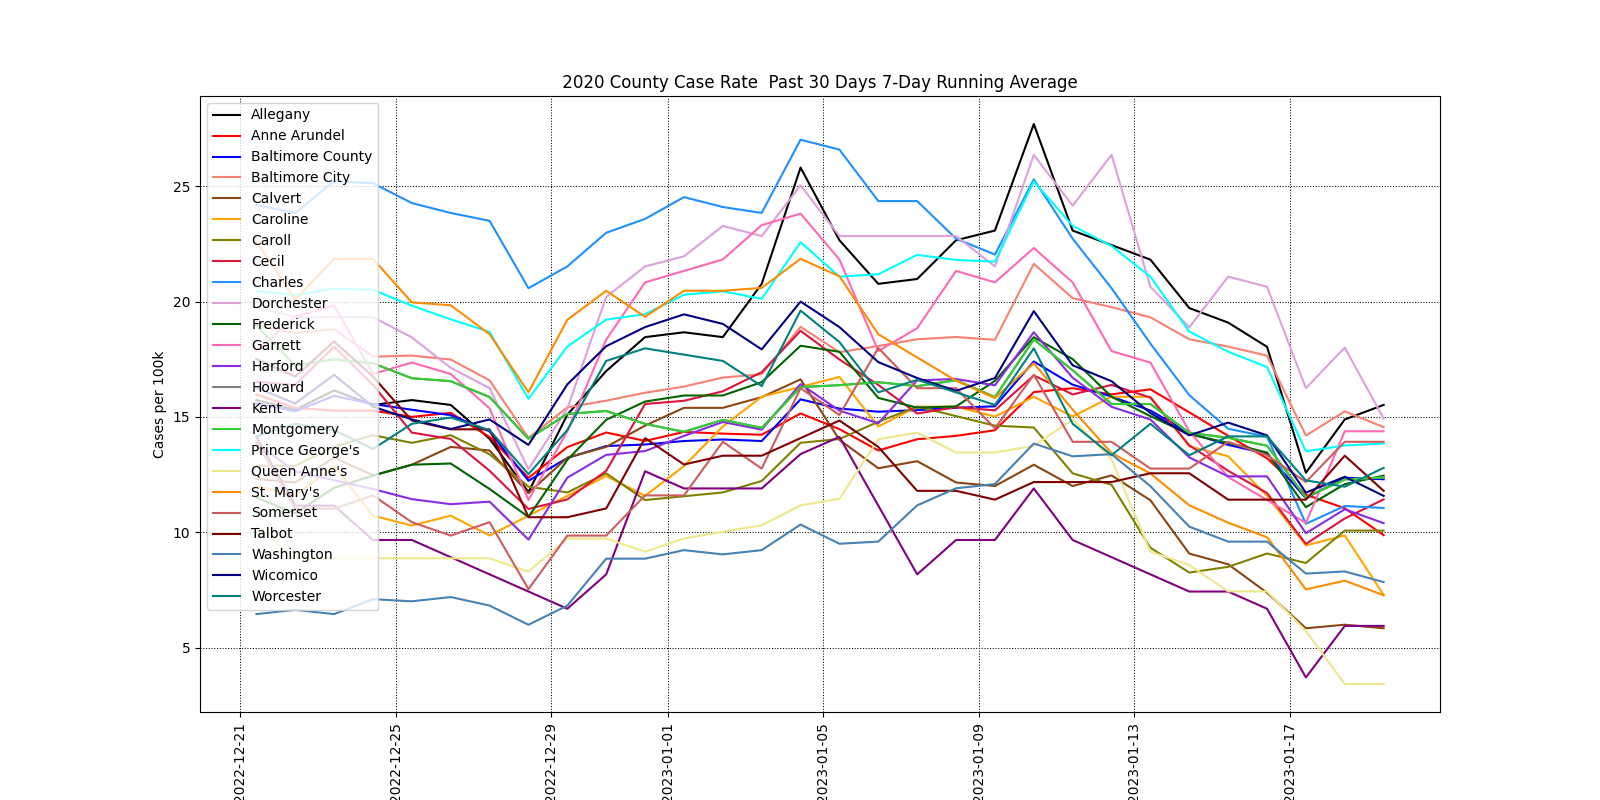 2020 County Case Rate  Past 30 Days 7-Day Running Average
Cases per 100k
25
20
15
10
5
Allegany
Anne Arundel
Baltimore County
Baltimore City
Calvert
Caroline
Caroll
Cecil
Charles
Dorchester
Frederick
Garrett
Harford
Howard
Kent
Montgomery
Prince George's
Queen Anne's
St. Mary's
Somerset
Talbot
Washington
Wicomico
Worcester
2022-12-21
2022-12-25
2022-12-29
2023-01-01
2023-01-05
2023-01-09
2023-01-13
2023-01-17